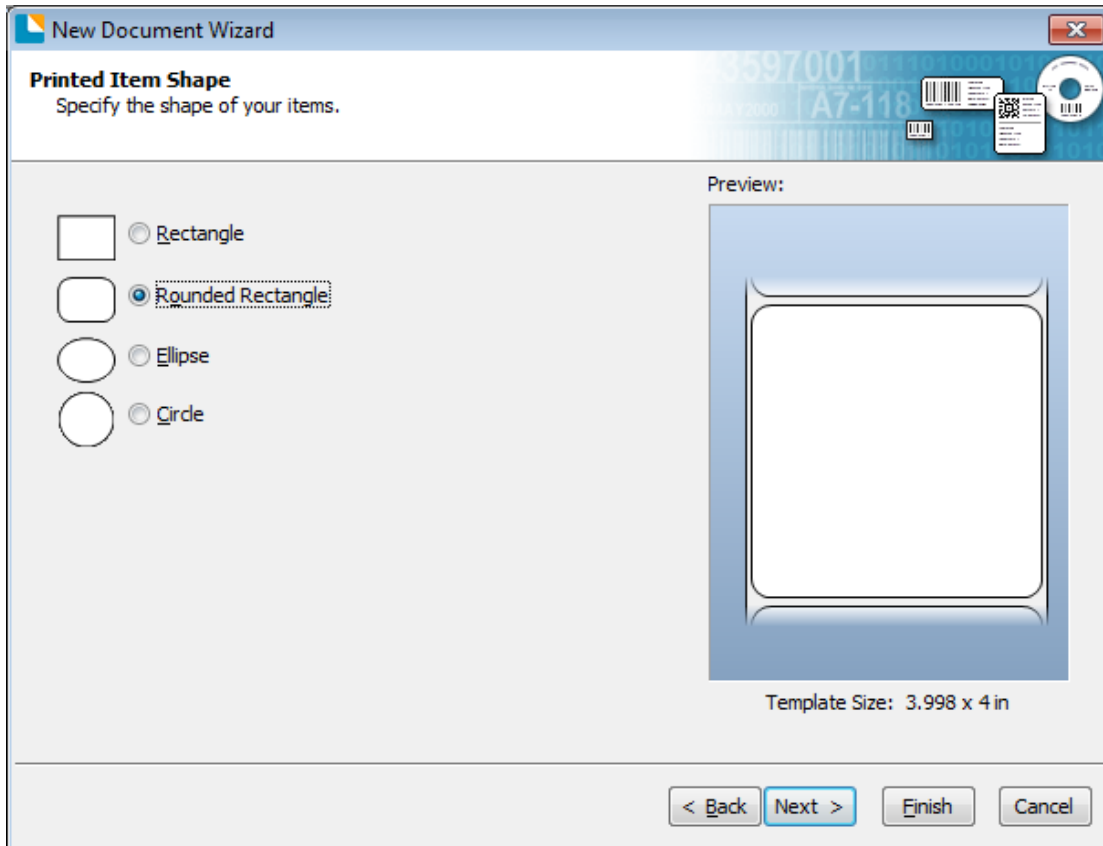 New Document Wizard
Printed Item Shape
Specify the shape of your items.
43597001
A7-118
Preview:
Rectangle
Rounded Rectangle
Ellipse
Circle
Template Size: 3.998 x 4 in
< Back Next > Finish Cancel